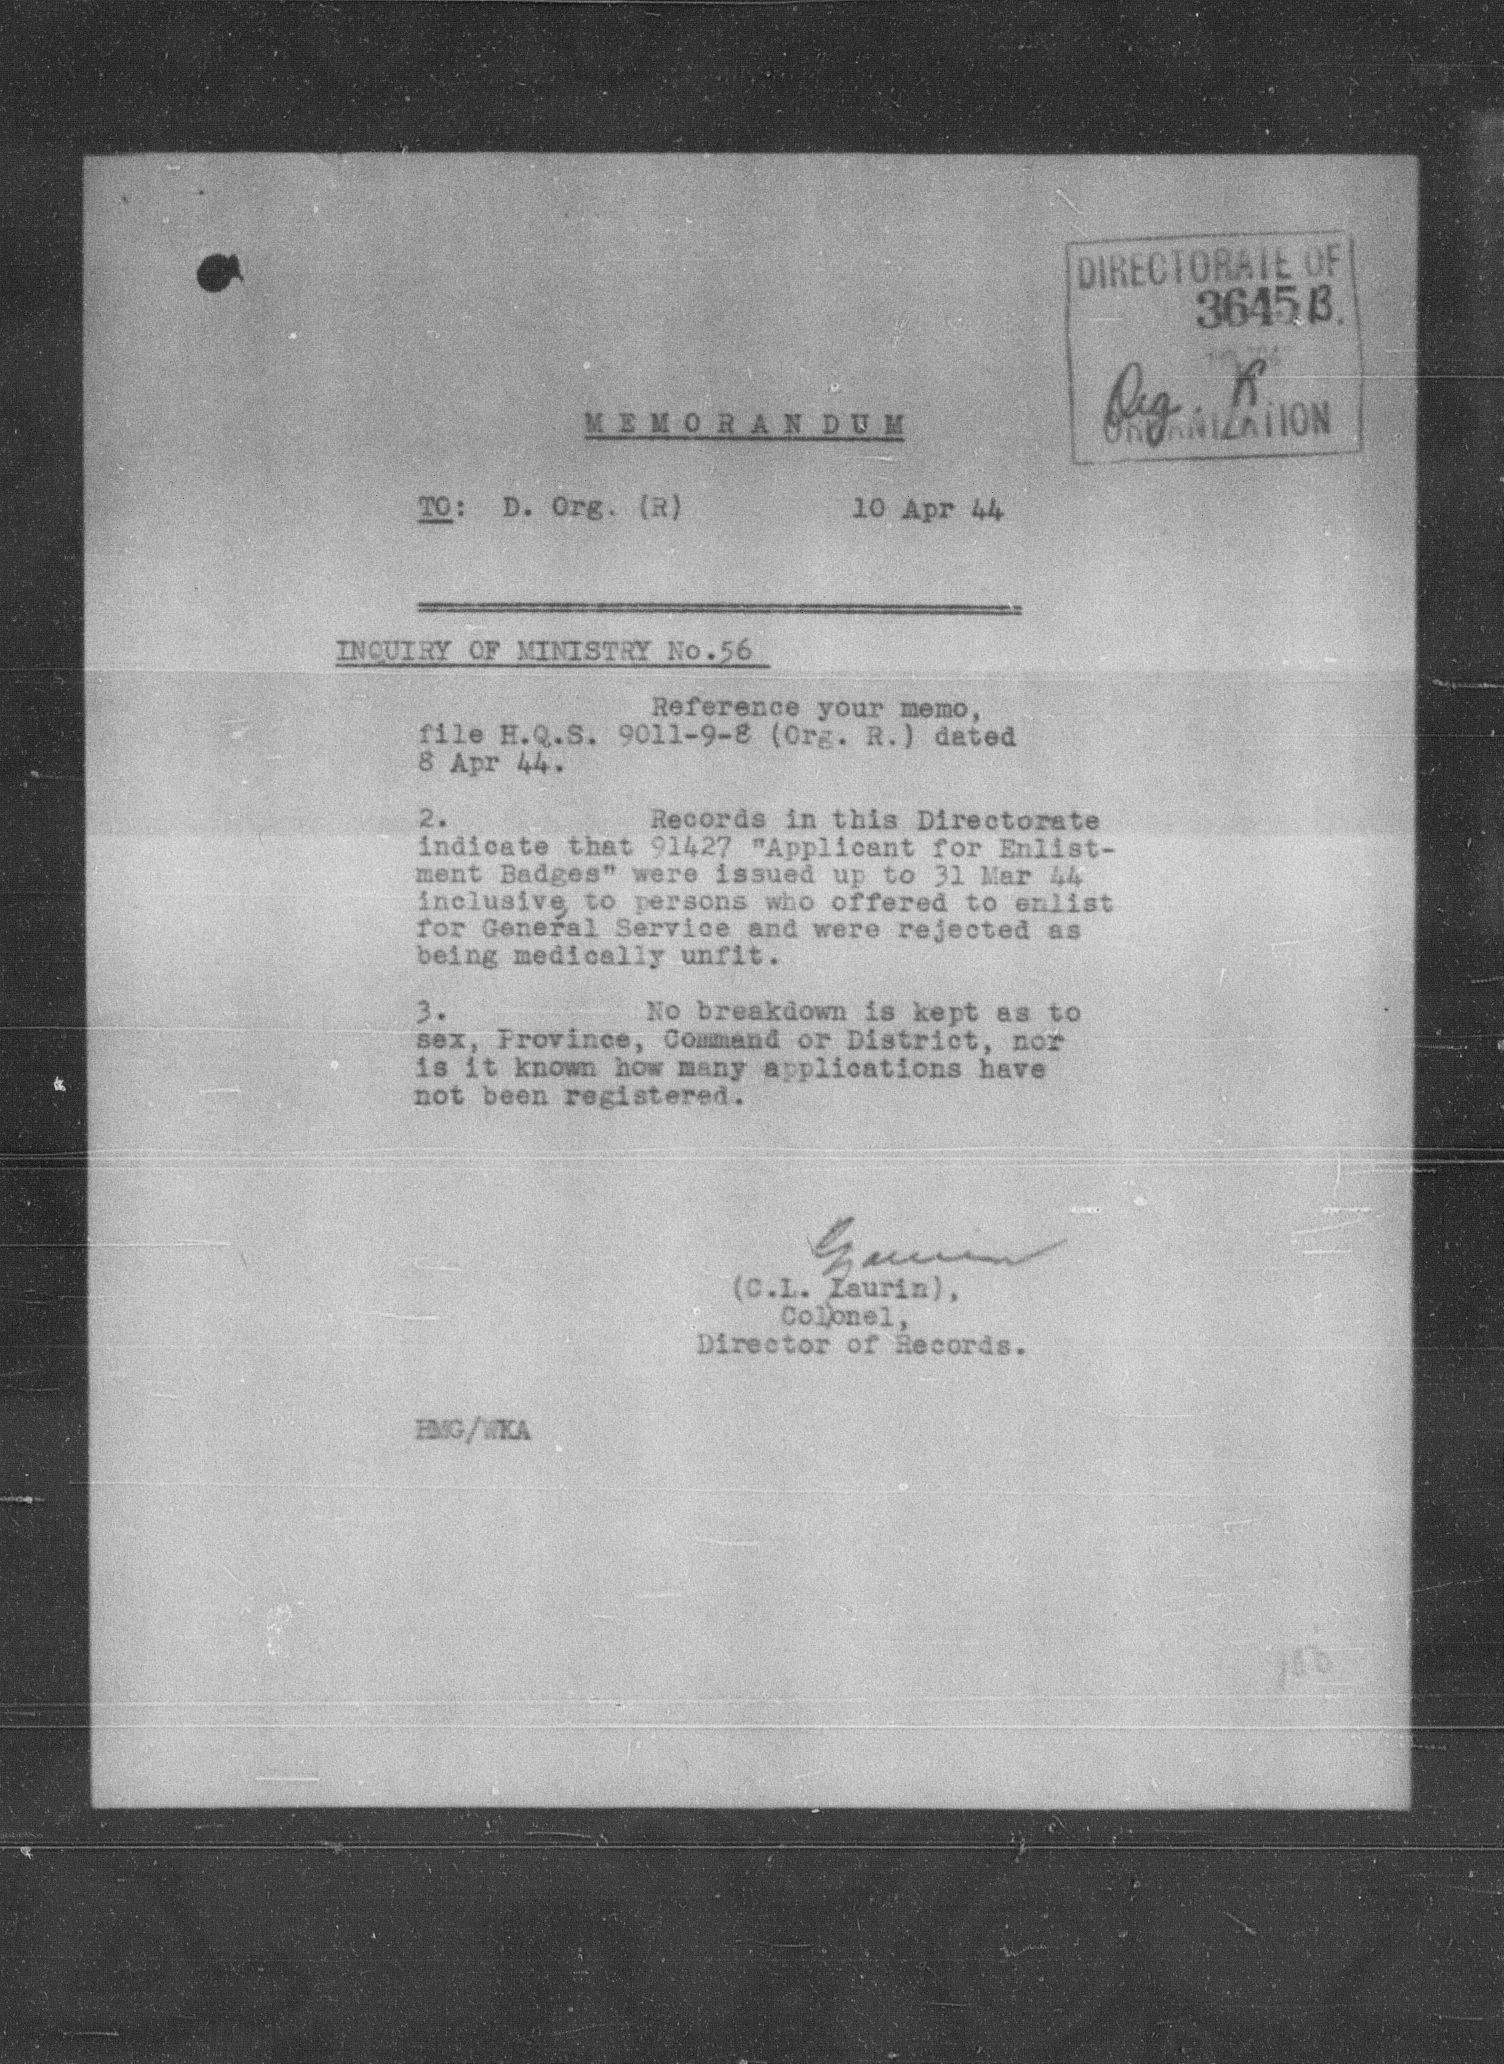 DIRECTORATE OF
3645 B.
Org. R
ORGANIZATION
MEMORANDUM
TO: D. Org. (R) 10 Apr 44
INQUIRY OF MINISTRY No.56
Reference your memo,
file H.Q.S. 9011-9-8 (Org. R.) dated
8 Apr 44.
2. Records in this Directorate
indicate that 91427 "Applicant for Enlist-
ment Badges" were issued up to 31 Mar 44
inclusive, to persons who offered to enlist
for General Service and were rejected as
being medically unfit.
3. No breakdown is kept as to
sex, Province, Command or District, nor
is it known how many applications have
not been registered.
(C.L. Laurin),
Colonel,
Director of Records.
HMG/WKA